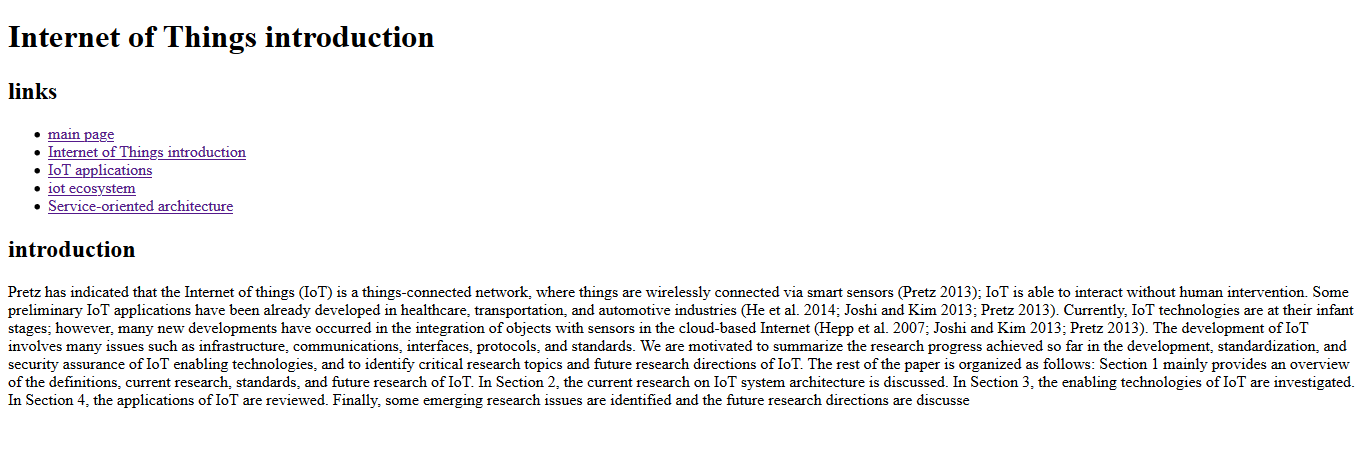 Internet of Things introduction
links
main page
Internet of Things introduction
IoT applications
iot ecosystem
Service-oriented architecture
introduction
Pretz has indicated that the Internet of things (IoT) is a things-connected network, where things are wirelessly connected via smart sensors (Pretz 2013); IoT is able to interact without human intervention. Some
preliminary IoT applications have been already developed in healthcare, transportation, and automotive industries (He et al. 2014; Joshi and Kim 2013; Pretz 2013). Currently, IoT technologies are at their infant
stages; however, many new developments have occurred in the integration of objects with sensors in the cloud-based Internet (Hepp et al. 2007; Joshi and Kim 2013; Pretz 2013). The development of IoT
involves many issues such as infrastructure, communications, interfaces, protocols, and standards. We are motivated to summarize the research progress achieved so far in the development, standardization, and
security assurance of IoT enabling technologies, and to identify critical research topics and future research directions of IoT. The rest of the paper is organized as follows: Section 1 mainly provides an overview
of the definitions, current research, standards, and future research of IoT. In Section 2, the current research on IoT system architecture is discussed. In Section 3, the enabling technologies of IoT are investigated.
In Section 4, the applications of IoT are reviewed. Finally, some emerging research issues are identified and the future research directions are discusse